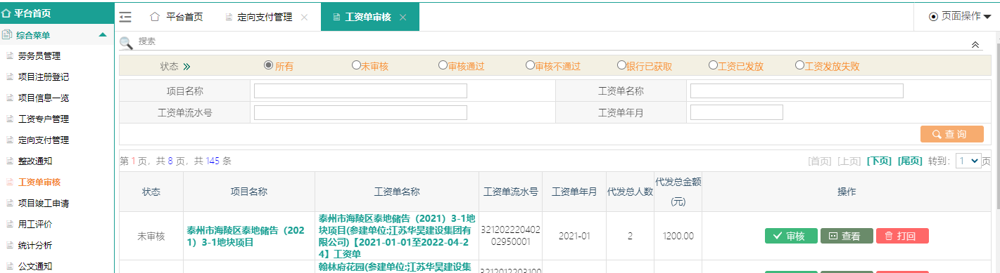 平台首页
平台首页
定向支付管理
工资单审核
页面操作
综合菜单
劳务员管理
项目注册登记
项目信息一览
工资专户管理
定向支付管理
整改通知
工资单审核
项目竣工申请
用工评价
统计分析
公文通知
搜索
状态
所有
未审核
审核通过
审核不通过
银行已获取
工资已发放
工资发放失败
项目名称
工资单名称
工资单流水号
工资单年月
查 询
第 1 页，共 8 页，共 145 条
[首页] [上页] [下页] [尾页] 转到： 1 页
状态
项目名称
工资单名称
工资单流水号
工资单年月
代发总人数
代发总金额
(元)
操作
未审核
泰州市海陵区泰地储告（202
1）3-1地块项目
泰州市海陵区泰地储告（2021）3-1地
块项目(参建单位:江苏华昊建设集团有
限公司)【2021-01-01至2022-04-2
4】工资单
321202220402
02950001
2021-01
2
1200.00
审核
查看
打回
翰林府花园(参建单位:江苏华昊建设集
3212012203100